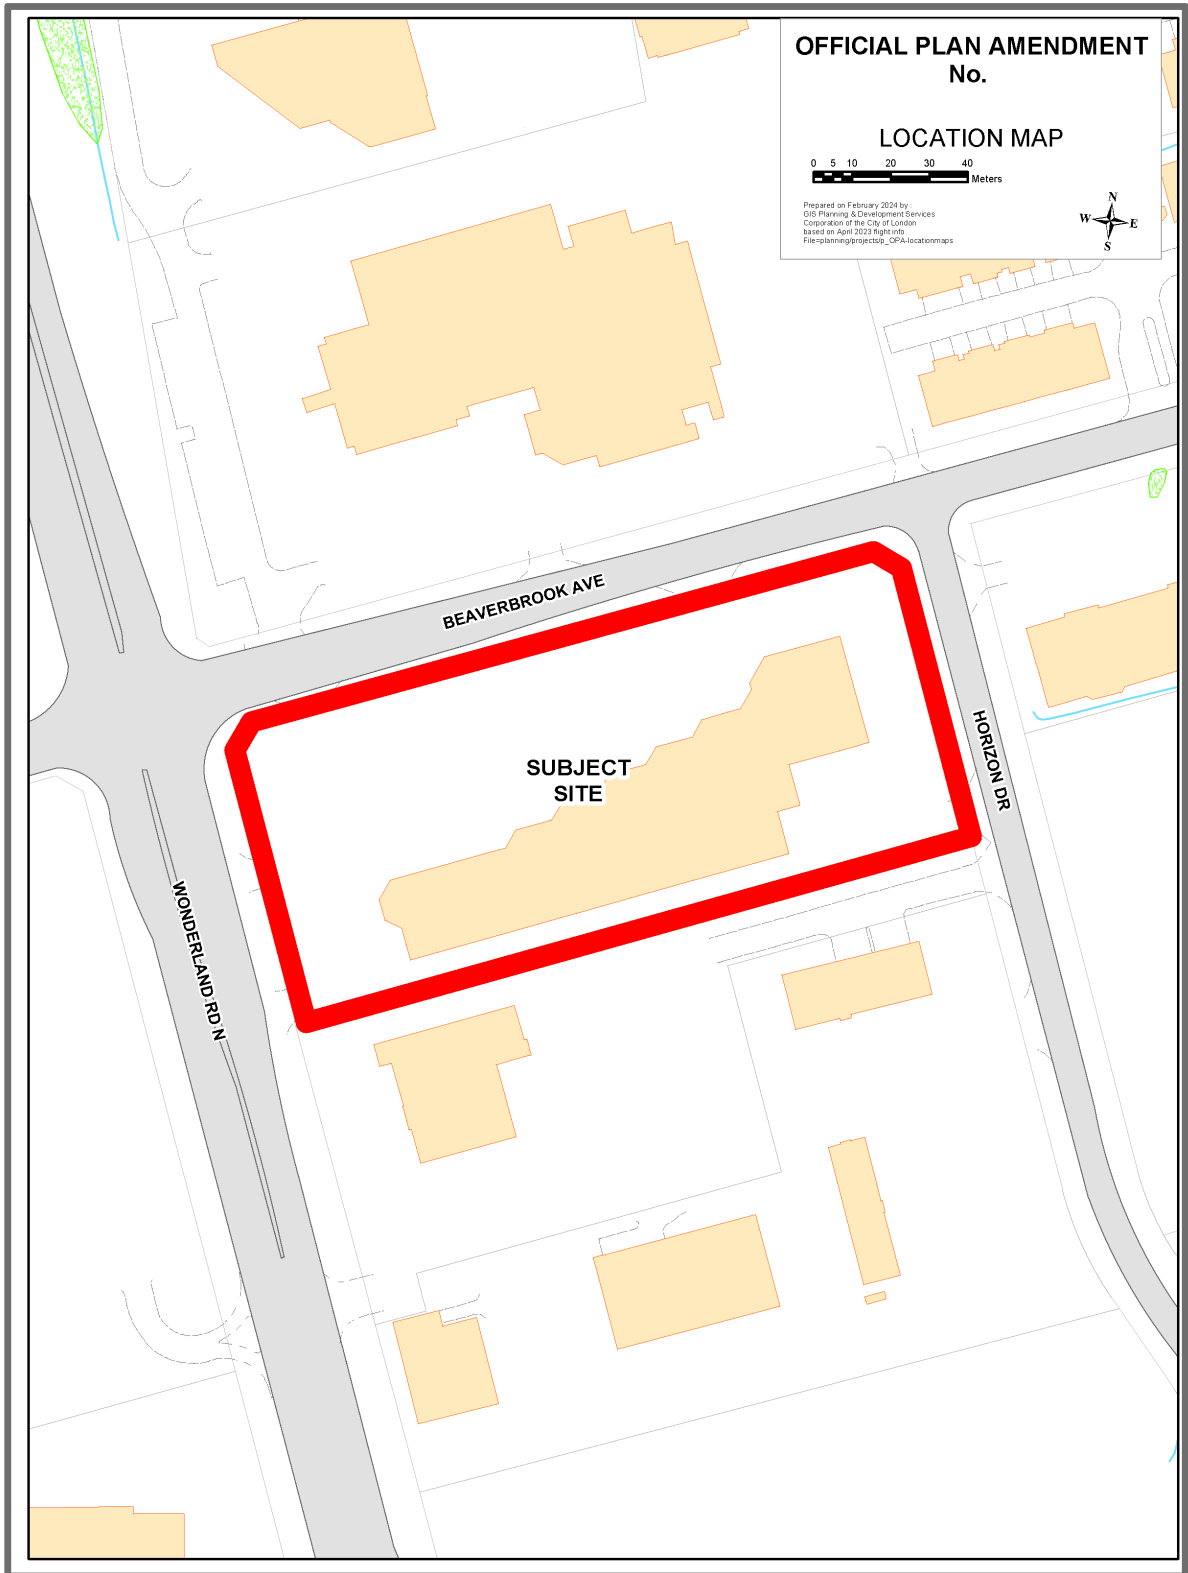 OFFICIAL PLAN AMENDMENT
No.
LOCATION MAP
0 5 10 20 30 40
Meters
Prepared on February 2024 by :
GIS Planning & Development Services
Corporation of the City of London
based on April 2023 flight info.
File=planning/projects/p_OPA-locationmaps
N
W E
S
BEAVERBROOK AVE
SUBJECT
SITE
HORIZON DR
WONDERLAND RD N